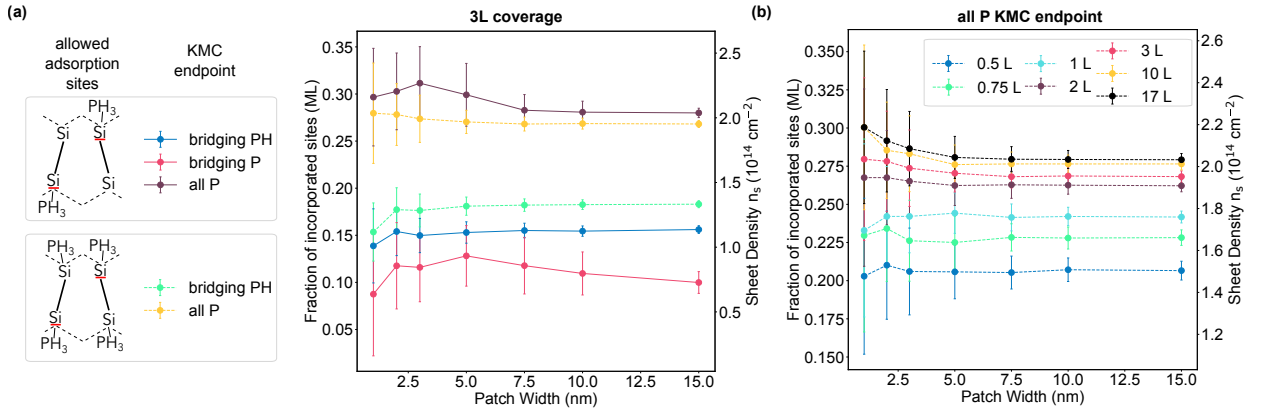 (a)
allowed
adsorption
sites
KMC
endpoint
PH3
Si
Si
Si
Si
PH3
bridging PH
bridging P
all P
PH3
PH3
Si
Si
Si
Si
PH3
PH3
bridging PH
all P
3L coverage
Fraction of incorporated sites (ML)
0.35
0.30
0.25
0.20
0.15
0.10
0.05
2.5
5.0
7.5
10.0
12.5
15.0
Patch Width (nm)
2.5
2.0
1.5
1.0
0.5
Sheet Density ns (10^14 cm^−2)
(b)
all P KMC endpoint
Fraction of incorporated sites (ML)
0.350
0.325
0.300
0.275
0.250
0.225
0.200
0.175
0.150
0.5 L
0.75 L
1 L
2 L
3 L
10 L
17 L
2.5
5.0
7.5
10.0
12.5
15.0
Patch Width (nm)
2.6
2.4
2.2
2.0
1.8
1.6
1.4
1.2
Sheet Density ns (10^14 cm^−2)